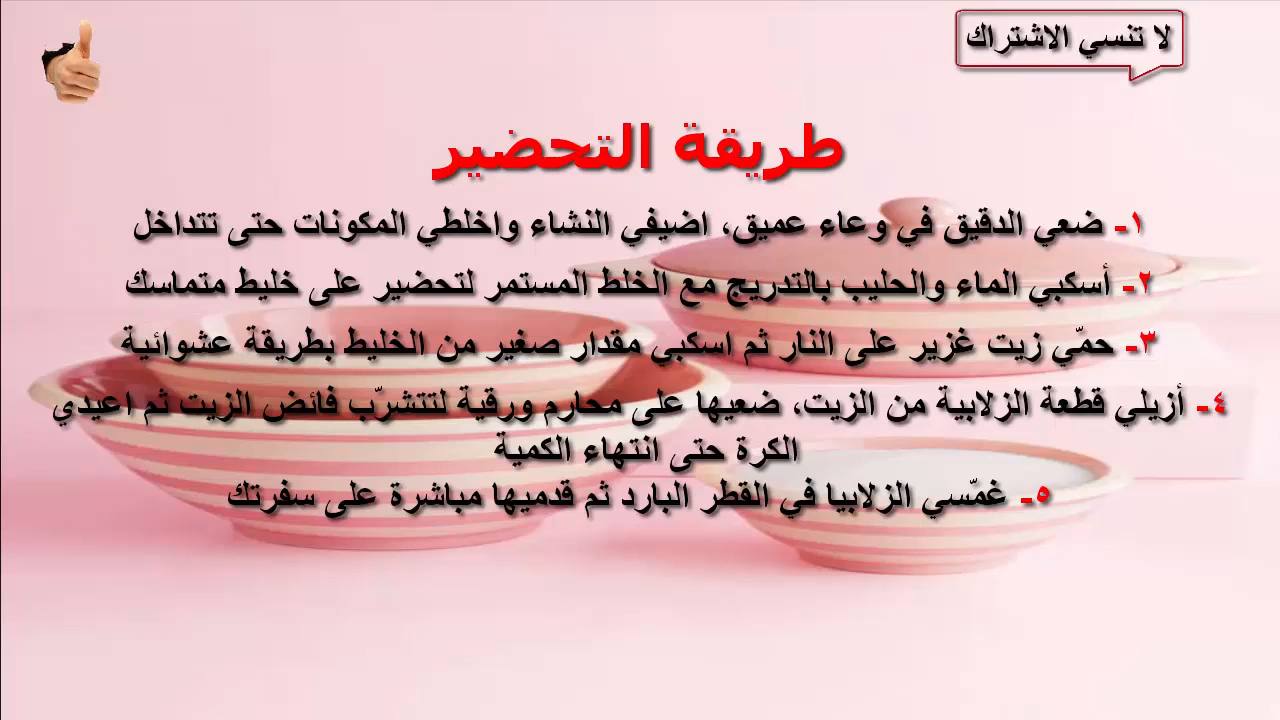 لا تنسي الاشتراك
طريقة التحضير
١- ضعي الدقيق في وعاء عميق، اضيفي النشاء واخلطي المكونات حتى تتداخل
٢- أسكبي الماء والحليب بالتدريج مع الخلط المستمر لتحضير على خليط متماسك
٣- حمّي زيت غزير على النار ثم اسكبي مقدار صغير من الخليط بطريقة عشوائية
٤- أزيلي قطعة الزلابية من الزيت، ضعيها على محارم ورقية لتتشرّب فائض الزيت ثم اعيدي
الكرة حتى انتهاء الكمية
٥- غمّسي الزلابيا في القطر البارد ثم قدميها مباشرة على سفرتك